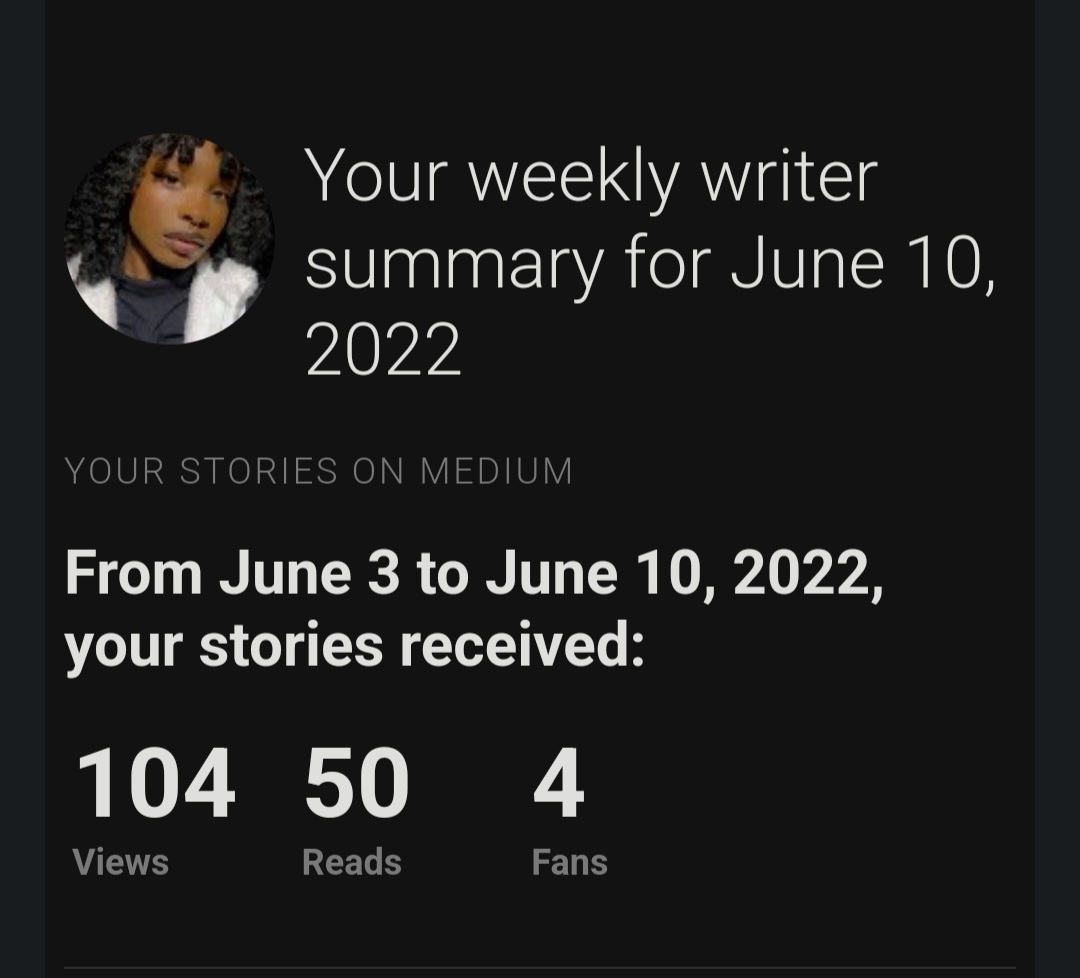 Your weekly writer
summary for June 10,
2022
YOUR STORIES ON MEDIUM
From June 3 to June 10, 2022,
your stories received:
104 50 4
Views Reads Fans